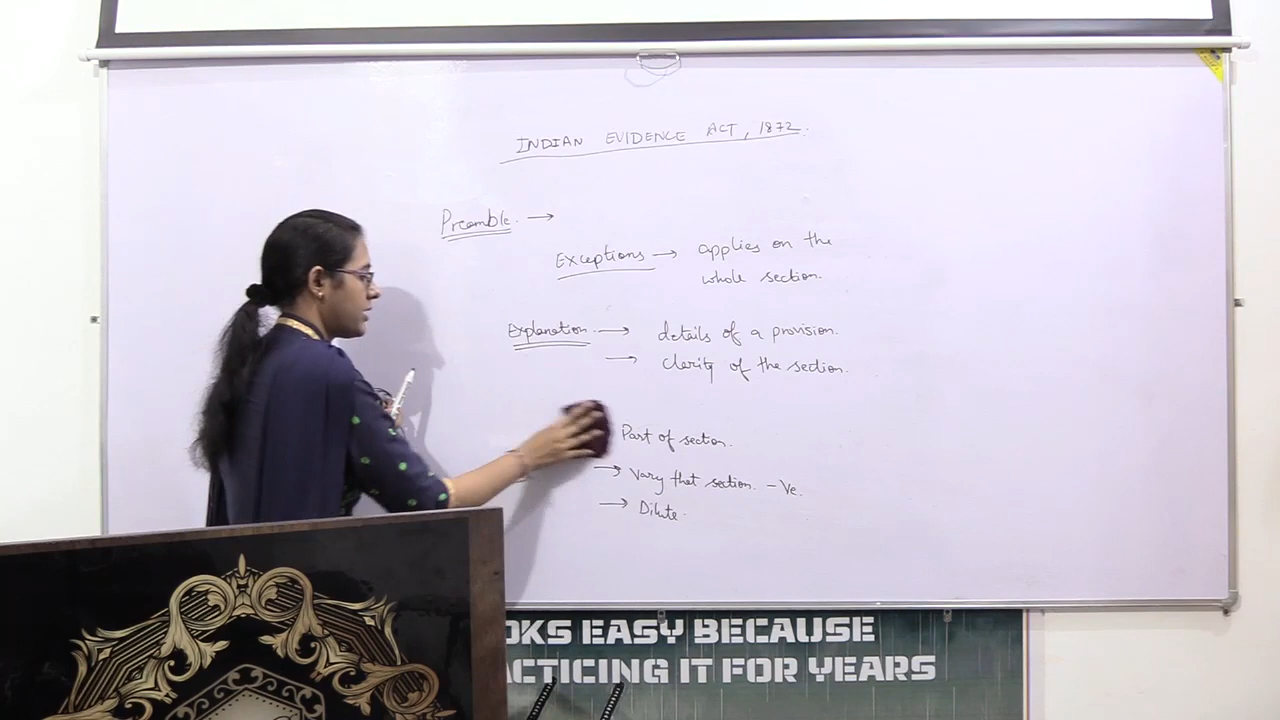 INDIAN EVIDENCE ACT, 1872.
Preamble. →
Exceptions → applies on the
whole section.
Explanation. → details of a provision.
→ clarity of the section.
Part of section.
→ Vary that section. - Ve.
→ Dilute.
OKS EASY BECAUSE
ACTICING IT FOR YEARS